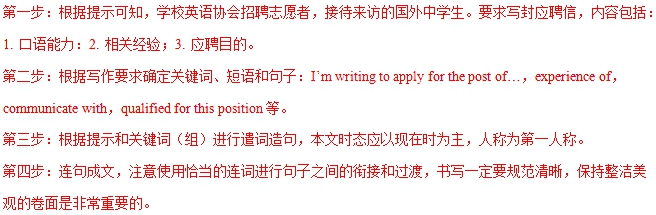 第一步：根据提示可知，学校英语协会招聘志愿者，接待来访的国外中学生。要求写封应聘信，内容包括：
1. 口语能力：2. 相关经验；3. 应聘目的。
第二步：根据写作要求确定关键词、短语和句子：I’m writing to apply for the post of…，experience of，
communicate with，qualified for this position 等。
第三步：根据提示和关键词（组）进行遣词造句，本文时态应以现在时为主，人称为第一人称。
第四步：连句成文，注意使用恰当的连词进行句子之间的衔接和过渡，书写一定要规范清晰，保持整洁美
观的卷面是非常重要的。